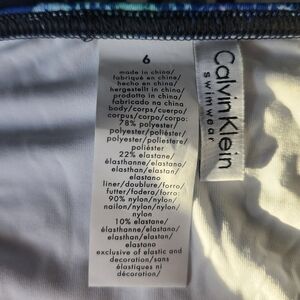 6
made in china/
fabriqué en china/
hecho en china/
hergestellt in china/
prodotto in china/
fabricado na china
body/corps/cuerpo/
corpus/corpo/corpo:
78% polyester/
polyester/poliéster/
polyester/poliestere/
poliéster
22% elastane/
élasthanne/elastano/
elasthan/elastan/
elastano
liner/doublure/forro/
futter/fodera/forro:
90% nylon/nylon/
nailon/nylon/nylon/
nylon
10% elastane/
élasthanne/elastano/
elasthan/elastan/
elastano
exclusive of elastic and
decoration/sans
élastiques ni
décoration/
Calvin Klein
swimwear